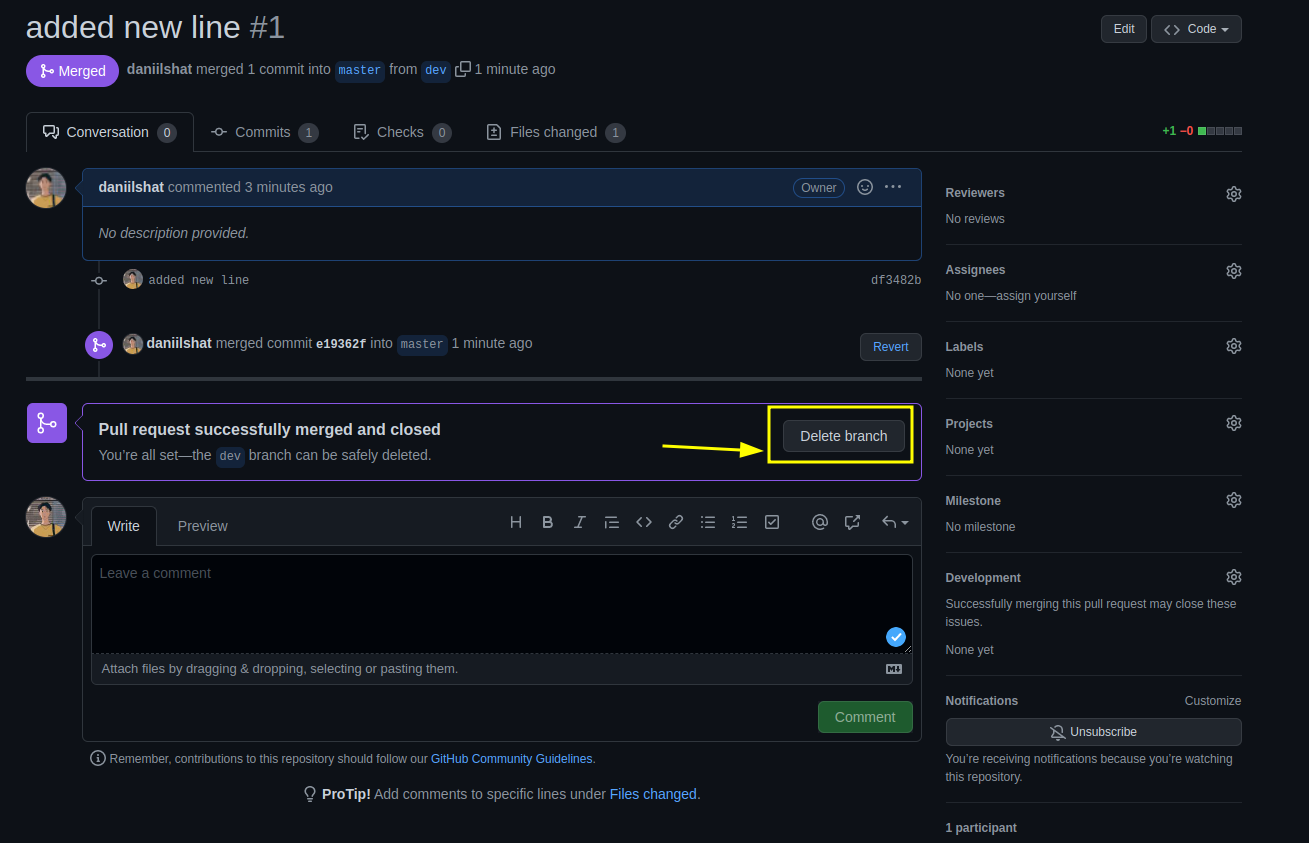 added new line #1
Edit
Code
Merged
daniilshat merged 1 commit into master from dev 1 minute ago
Conversation 0
Commits 1
Checks 0
Files changed 1
+1 −0
daniilshat commented 3 minutes ago
Owner
No description provided.
added new line
df3482b
daniilshat merged commit e19362f into master 1 minute ago
Revert
Pull request successfully merged and closed
You're all set—the dev branch can be safely deleted.
Delete branch
Write
Preview
H B I
Leave a comment
Attach files by dragging & dropping, selecting or pasting them.
Comment
Remember, contributions to this repository should follow our GitHub Community Guidelines.
ProTip! Add comments to specific lines under Files changed.
Reviewers
No reviews
Assignees
No one—assign yourself
Labels
None yet
Projects
None yet
Milestone
No milestone
Development
Successfully merging this pull request may close these
issues.
None yet
Notifications
Customize
Unsubscribe
You're receiving notifications because you're watching
this repository.
1 participant